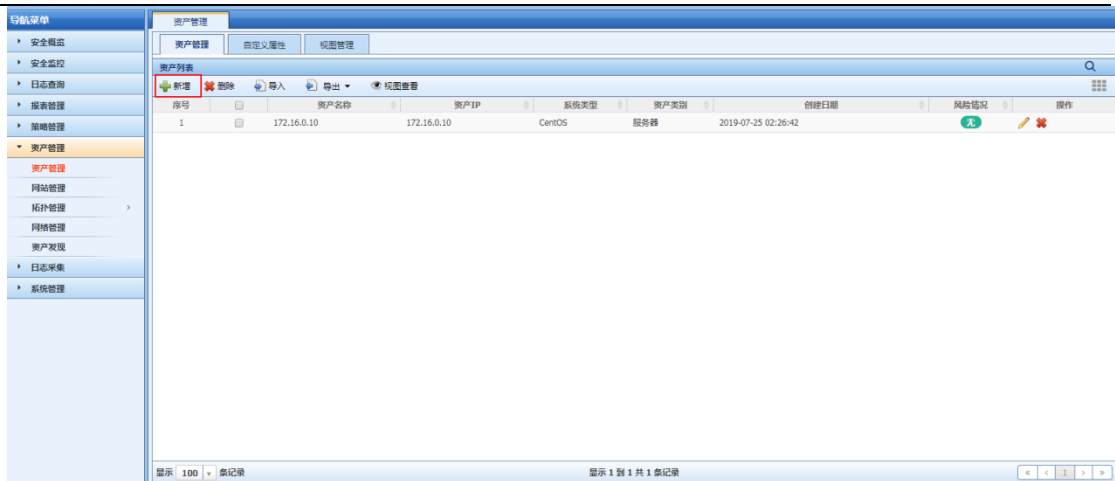 导航菜单
资产管理
安全概览
安全监控
日志查询
报表管理
策略管理
资产管理
资产管理
网站管理
拓扑管理
网络管理
资产发现
日志采集
系统管理
资产管理 自定义属性 视图管理
资产列表
新增 删除 导入 导出 视图查看
序号 资产名称 资产IP 系统类型 资产类别 创建日期 风险情况 操作
1 172.16.0.10 172.16.0.10 CentOS 服务器 2019-07-25 02:26:42 无
显示 100 条记录 显示 1 到 1 共 1 条记录 « < 1 > »